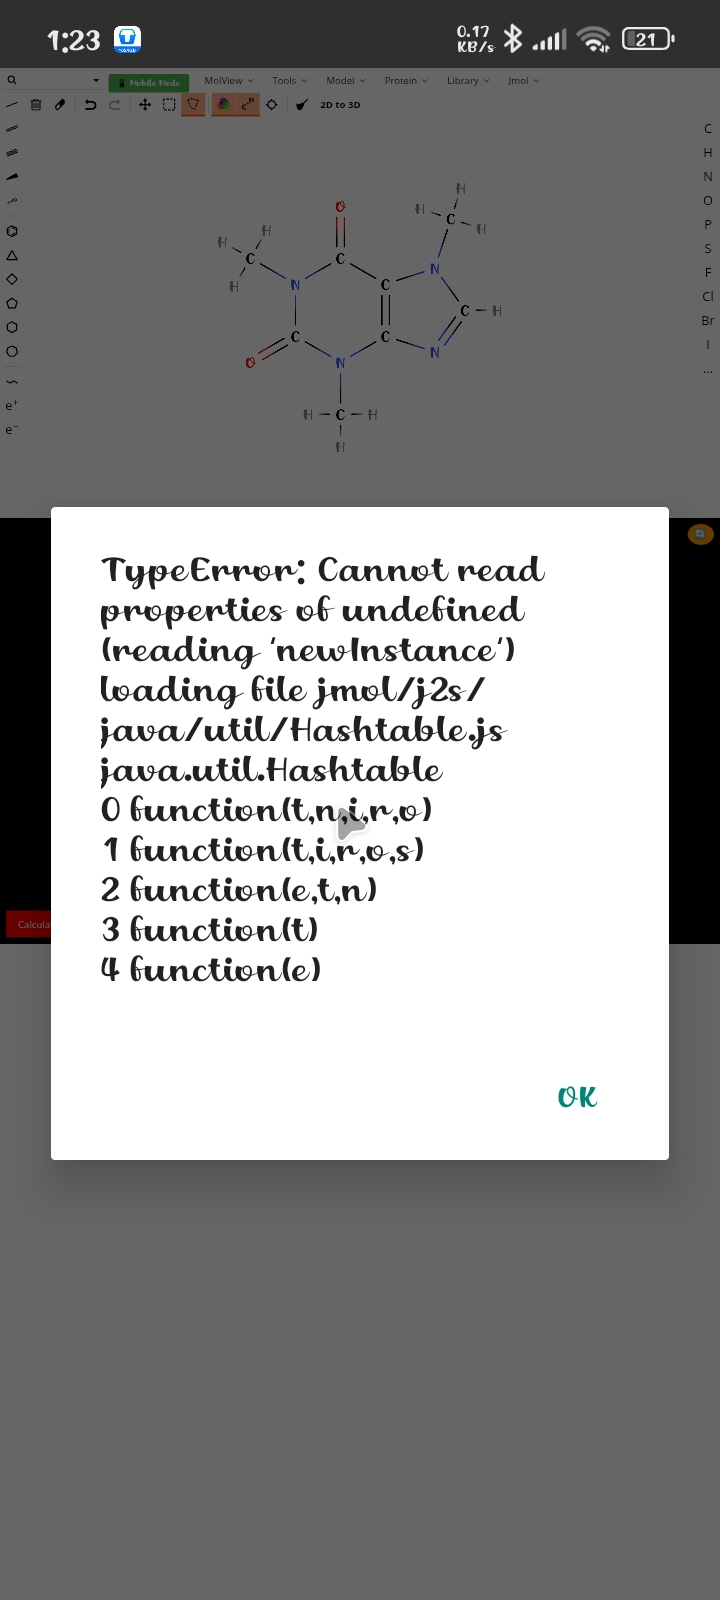 1:23
0.17
KB/s
21
Mobile Mode
MolView
Tools
Model
Protein
Library
Jmol
2D to 3D
C
H
N
O
P
S
F
Cl
Br
I
...
e+
e−
H
H
O
H
C
H
H
C
H
C
N
C
N
H
C
H
C
C
O
N
N
H
C
H
H
TypeError: Cannot read
properties of undefined
(reading 'newInstance')
loading file jmol/j2s/
java/util/Hashtable.js
java.util.Hashtable
0 function(t,n,i,r,o)
1 function(t,i,r,o,s)
2 function(e,t,n)
3 function(t)
4 function(e)
OK